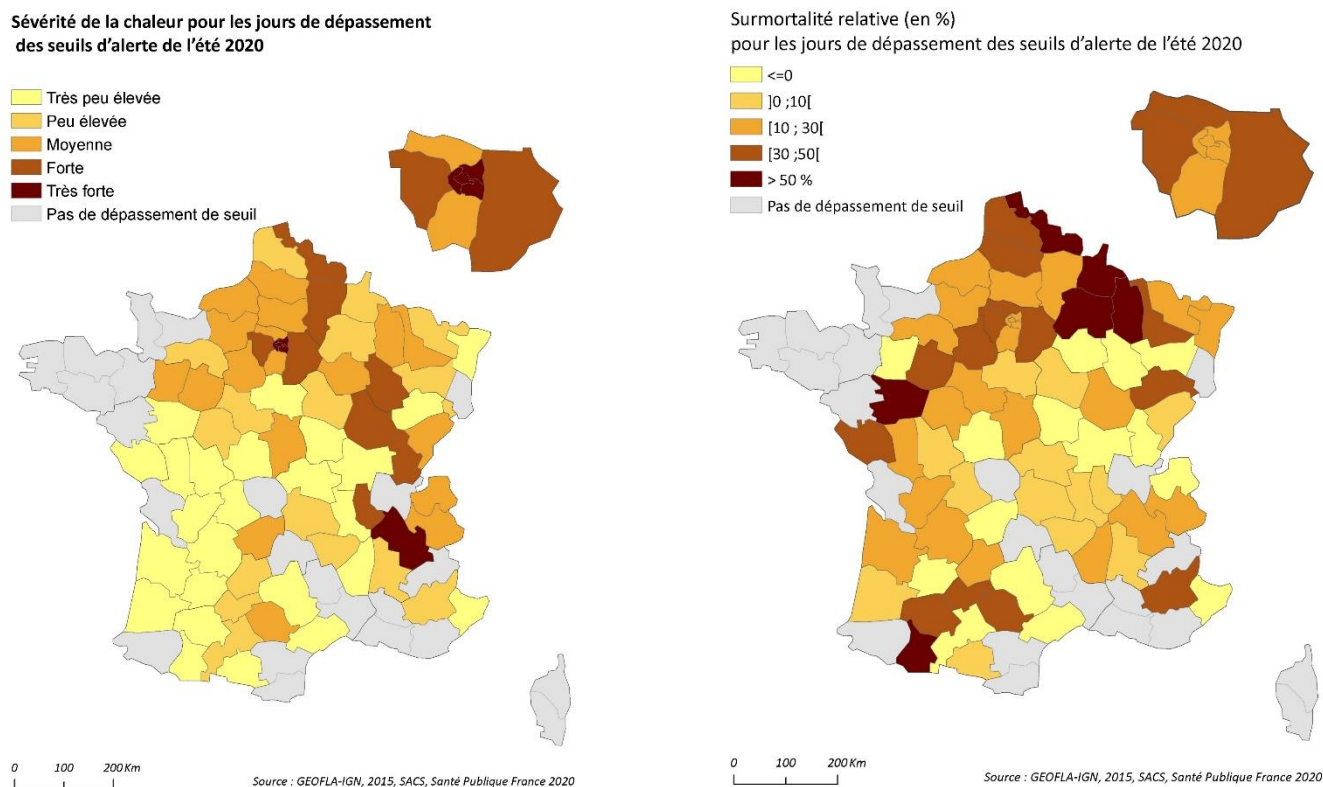 Sévérité de la chaleur pour les jours de dépassement
des seuils d'alerte de l'été 2020
Très peu élevée
Peu élevée
Moyenne
Forte
Très forte
Pas de dépassement de seuil
0 100 200 Km
Source : GEOFLA-IGN, 2015, SACS, Santé Publique France 2020
Surmortalité relative (en %)
pour les jours de dépassement des seuils d'alerte de l'été 2020
<=0
]0 ;10[
[10 ; 30[
[30 ;50[
> 50 %
Pas de dépassement de seuil
0 100 200 Km
Source : GEOFLA-IGN, 2015, SACS, Santé Publique France 2020